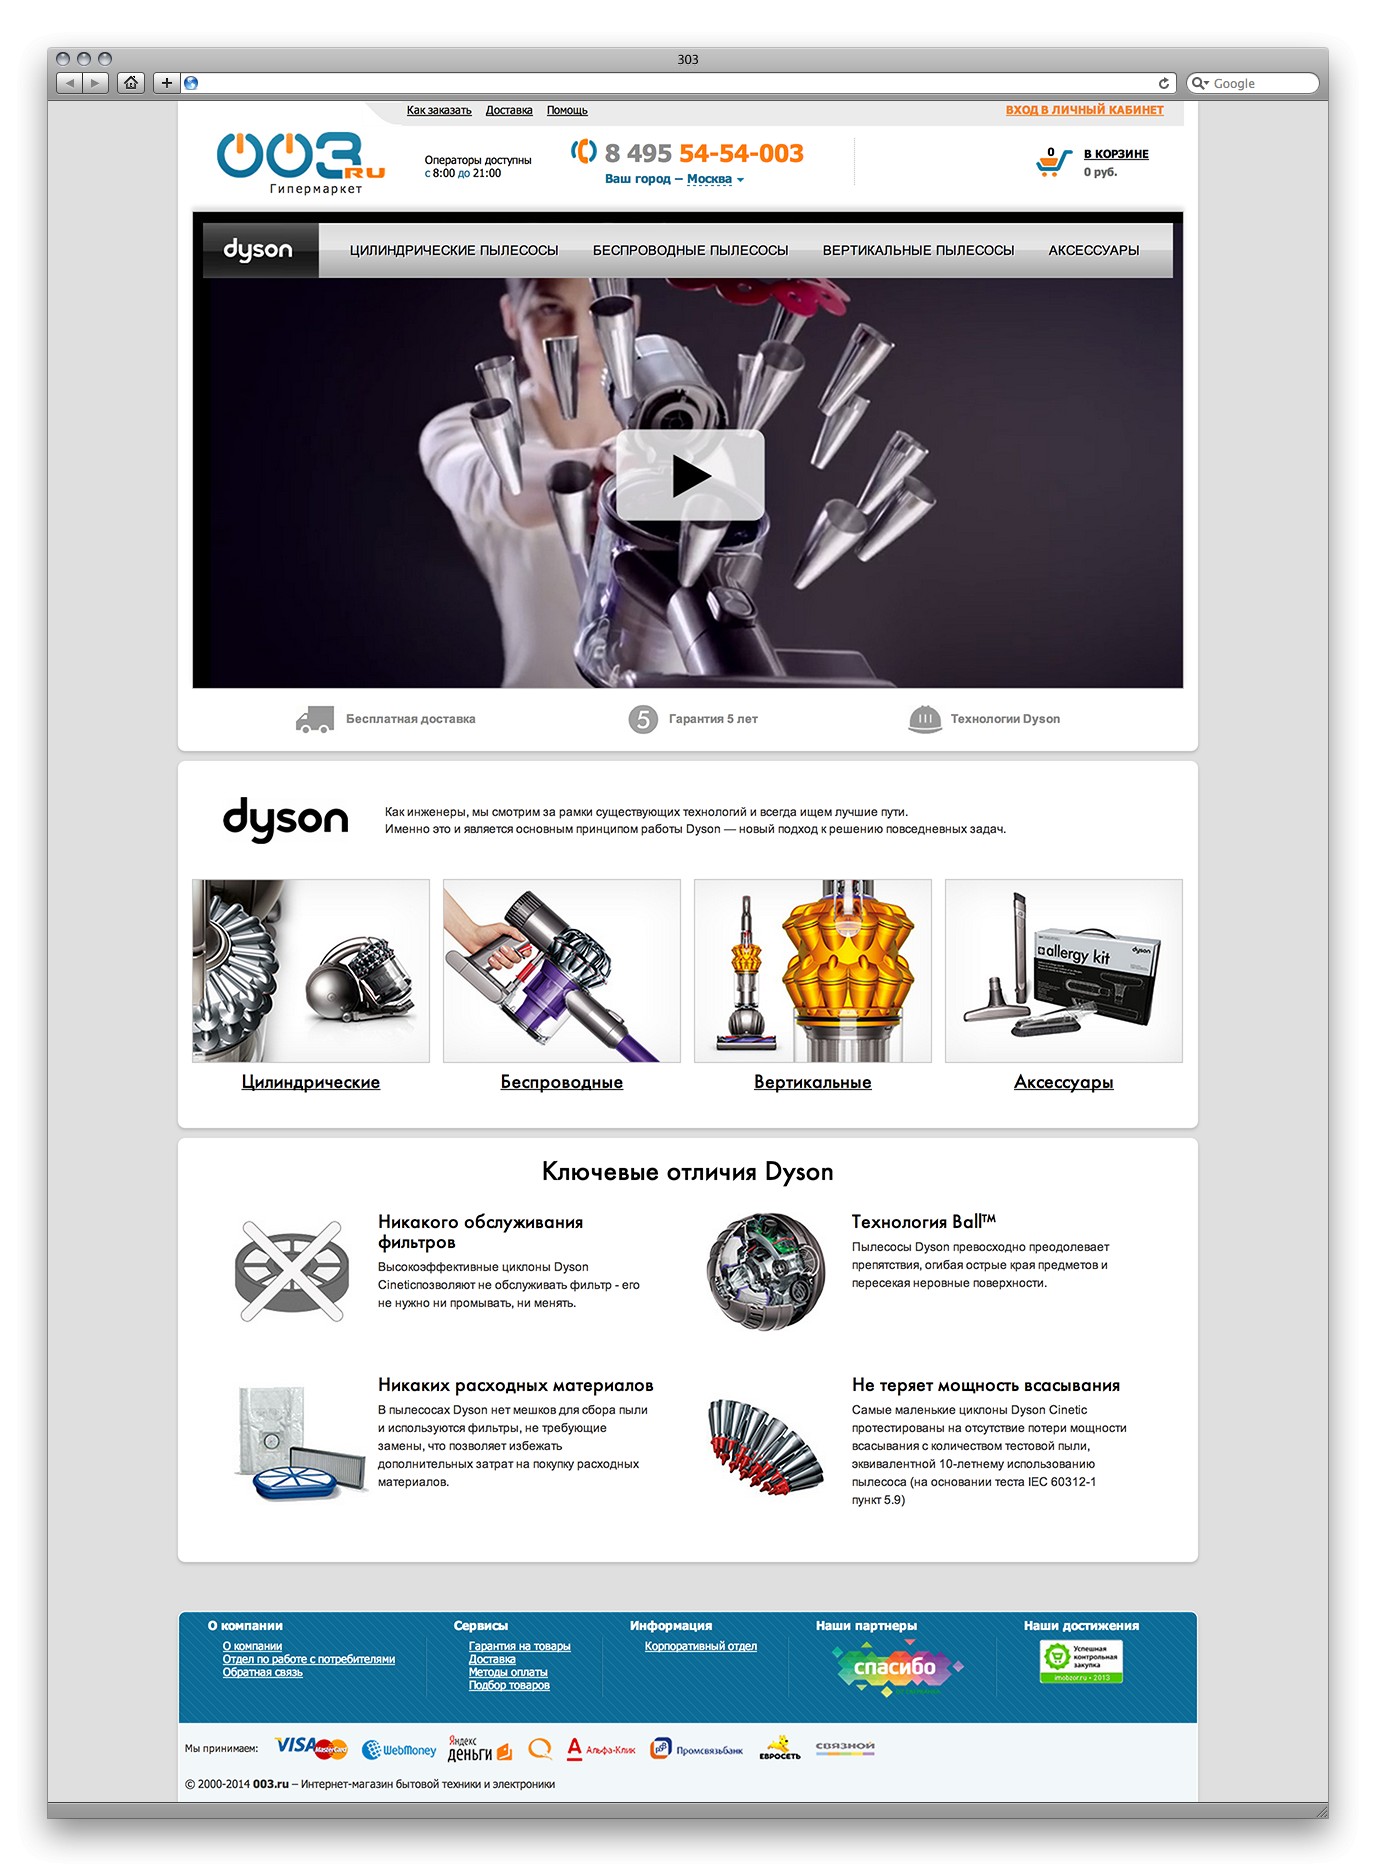 303
Google
Как заказать Доставка Помощь
ВХОД В ЛИЧНЫЙ КАБИНЕТ
003.RU
Гипермаркет
Операторы доступны
с 8:00 до 21:00
8 495 54-54-003
Ваш город – Москва
0
В КОРЗИНЕ
0 руб.
dyson
ЦИЛИНДРИЧЕСКИЕ ПЫЛЕСОСЫ БЕСПРОВОДНЫЕ ПЫЛЕСОСЫ ВЕРТИКАЛЬНЫЕ ПЫЛЕСОСЫ АКСЕССУАРЫ
Бесплатная доставка
5 Гарантия 5 лет
Технологии Dyson
dyson
Как инженеры, мы смотрим за рамки существующих технологий и всегда ищем лучшие пути.
Именно это и является основным принципом работы Dyson — новый подход к решению повседневных задач.
dyson
allergy kit
Цилиндрические
Беспроводные
Вертикальные
Аксессуары
Ключевые отличия Dyson
Никакого обслуживания
фильтров
Высокоэффективные циклоны Dyson
Cineticпозволяют не обслуживать фильтр - его
не нужно ни промывать, ни менять.
Технология Ball™
Пылесосы Dyson превосходно преодолевает
препятствия, огибая острые края предметов и
пересекая неровные поверхности.
Никаких расходных материалов
В пылесосах Dyson нет мешков для сбора пыли
и используются фильтры, не требующие
замены, что позволяет избежать
дополнительных затрат на покупку расходных
материалов.
Не теряет мощность всасывания
Самые маленькие циклоны Dyson Cinetic
протестированы на отсутствие потери мощности
всасывания с количеством тестовой пыли,
эквивалентной 10-летнему использованию
пылесоса (на основании теста IEC 60312-1
пункт 5.9)
О компании
О компании
Отдел по работе с потребителями
Обратная связь
Сервисы
Гарантия на товары
Доставка
Методы оплаты
Подбор товаров
Информация
Корпоративный отдел
Наши партнеры
спасибо
Наши достижения
Успешная
контрольная
закупка
imobzor.ru • 2013
Мы принимаем: VISA MasterCard WebMoney Яндекс деньги Альфа-Клик Промсвязьбанк ЕВРОСЕТЬ СВЯЗНОЙ
© 2000-2014 003.ru – Интернет-магазин бытовой техники и электроники